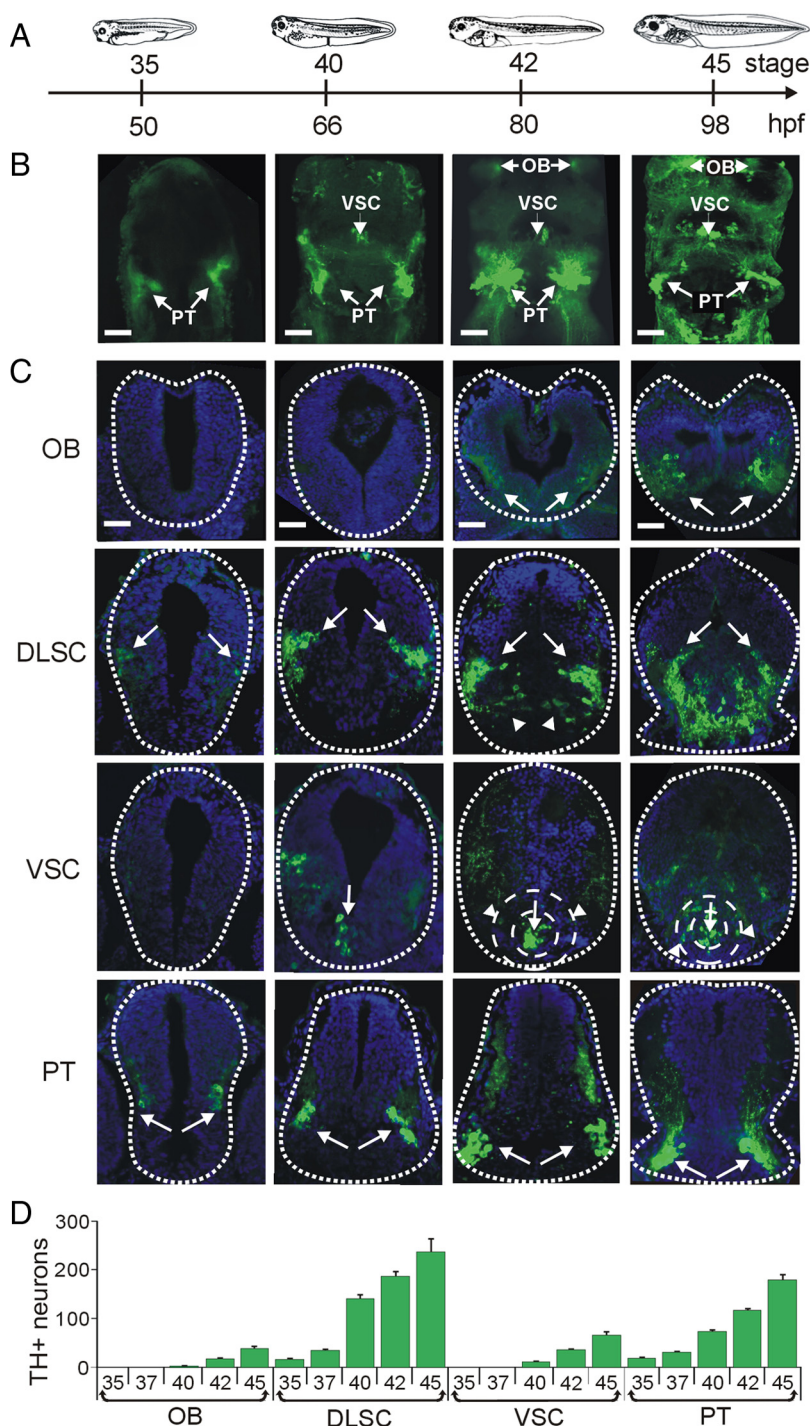 A
35 40 42 45 stage
50 66 80 98 hpf
B
OB OB
VSC VSC VSC
PT PT PT PT
C
OB
DLSC
VSC
PT
D
300
200
100
0
TH+ neurons
35 37 40 42 45 35 37 40 42 45 35 37 40 42 45 35 37 40 42 45
OB DLSC VSC PT